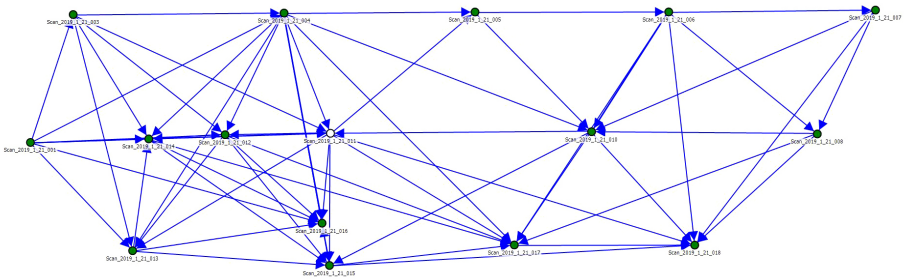 Scan_2019_1_21_003
Scan_2019_1_21_004
Scan_2019_1_21_005
Scan_2019_1_21_006
Scan_2019_1_21_007
Scan_2019_1_21_001
Scan_2019_1_21_014
Scan_2019_1_21_012
Scan_2019_1_21_011
Scan_2019_1_21_010
Scan_2019_1_21_008
Scan_2019_1_21_016
Scan_2019_1_21_013
Scan_2019_1_21_017
Scan_2019_1_21_018
Scan_2019_1_21_015